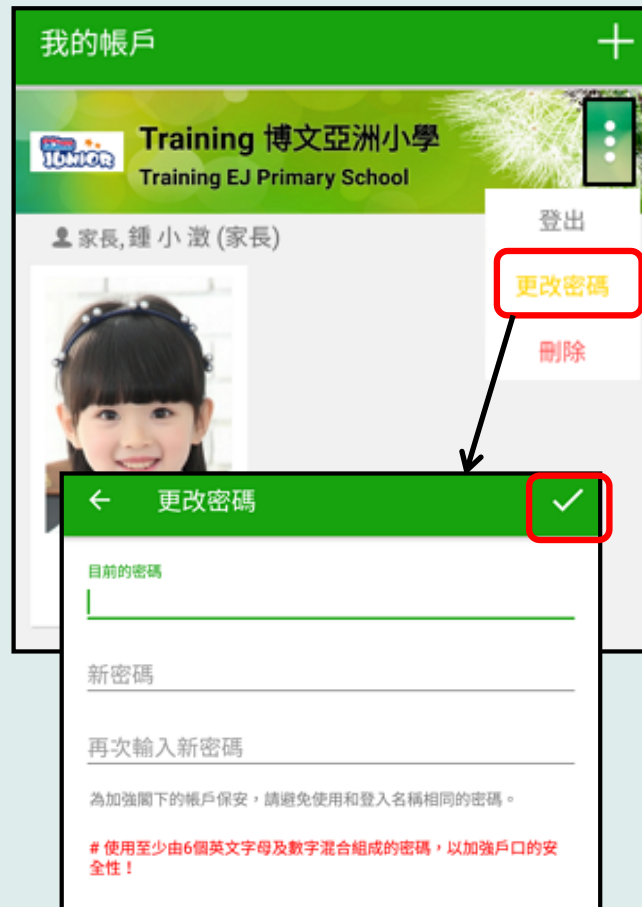 我的帳戶
JUNIOR
Training 博文亞洲小學
Training EJ Primary School
登出
家長, 鍾 小 澂 (家長)
更改密碼
刪除
更改密碼
目前的密碼
新密碼
再次輸入新密碼
為加強閣下的帳戶保安，請避免使用和登入名稱相同的密碼。
# 使用至少由6個英文字母及數字混合組成的密碼，以加強戶口的安
全性！